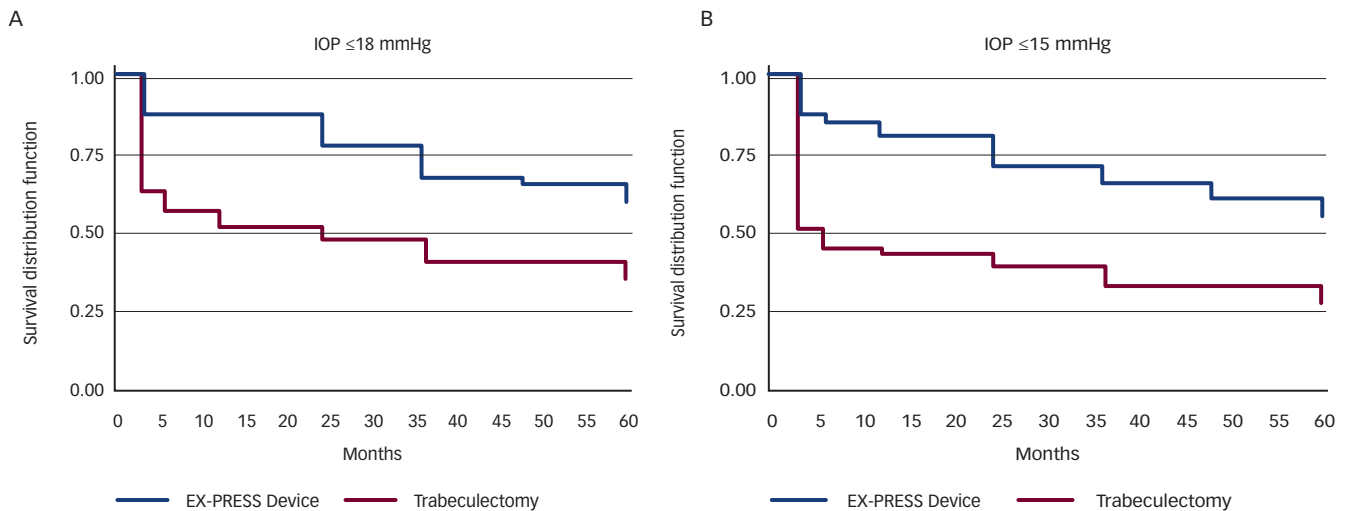 A
IOP ≤18 mmHg
Survival distribution function
1.00
0.75
0.50
0.25
0.00
0 5 10 15 20 25 30 35 40 45 50 55 60
Months
EX-PRESS Device Trabeculectomy
B
IOP ≤15 mmHg
Survival distribution function
1.00
0.75
0.50
0.25
0.00
0 5 10 15 20 25 30 35 40 45 50 55 60
Months
EX-PRESS Device Trabeculectomy